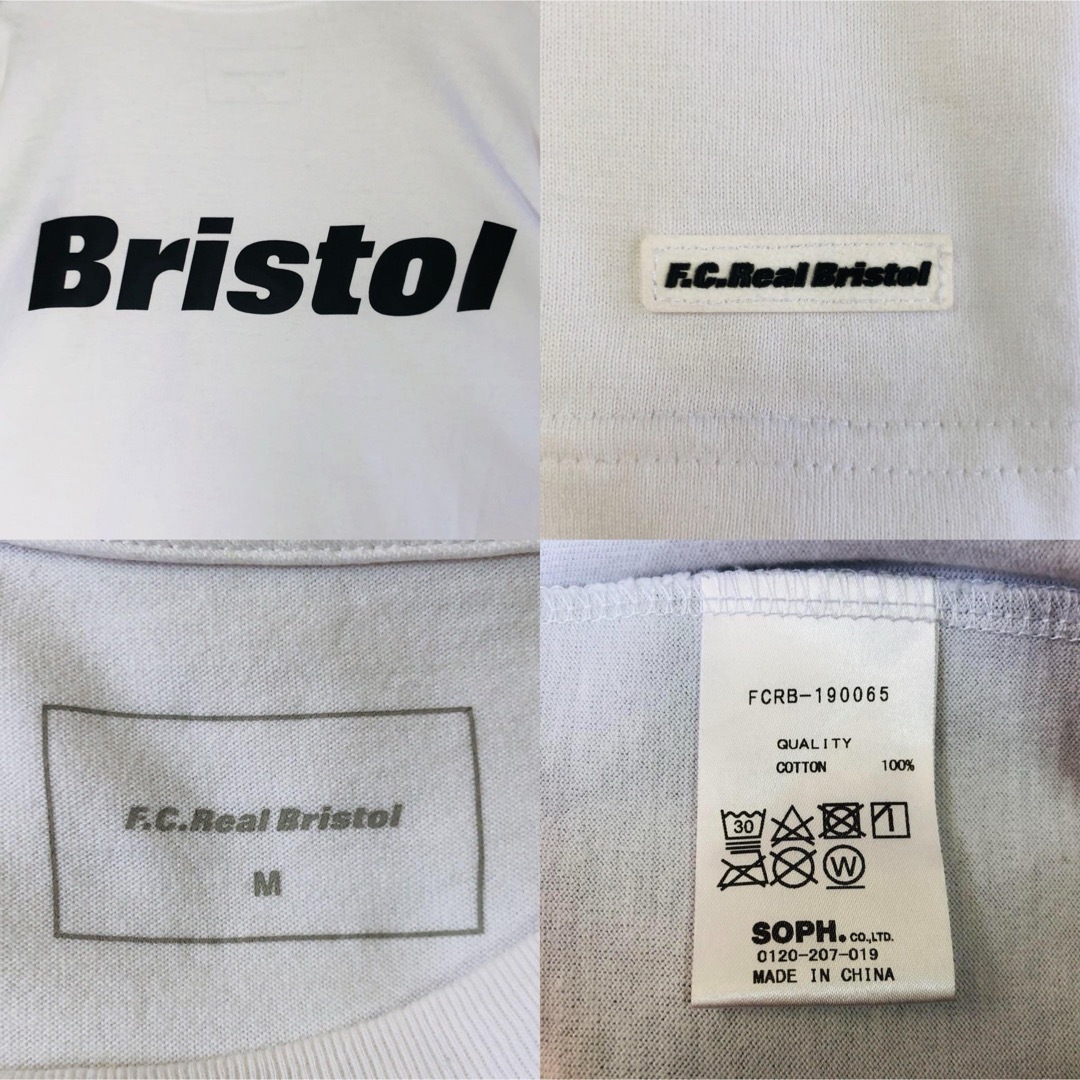 Bristol
F.C.Real Bristol
F.C.Real Bristol
M
FCRB-190065
QUALITY
COTTON 100%
30
W
SOPH. CO.,LTD.
0120-207-019
MADE IN CHINA